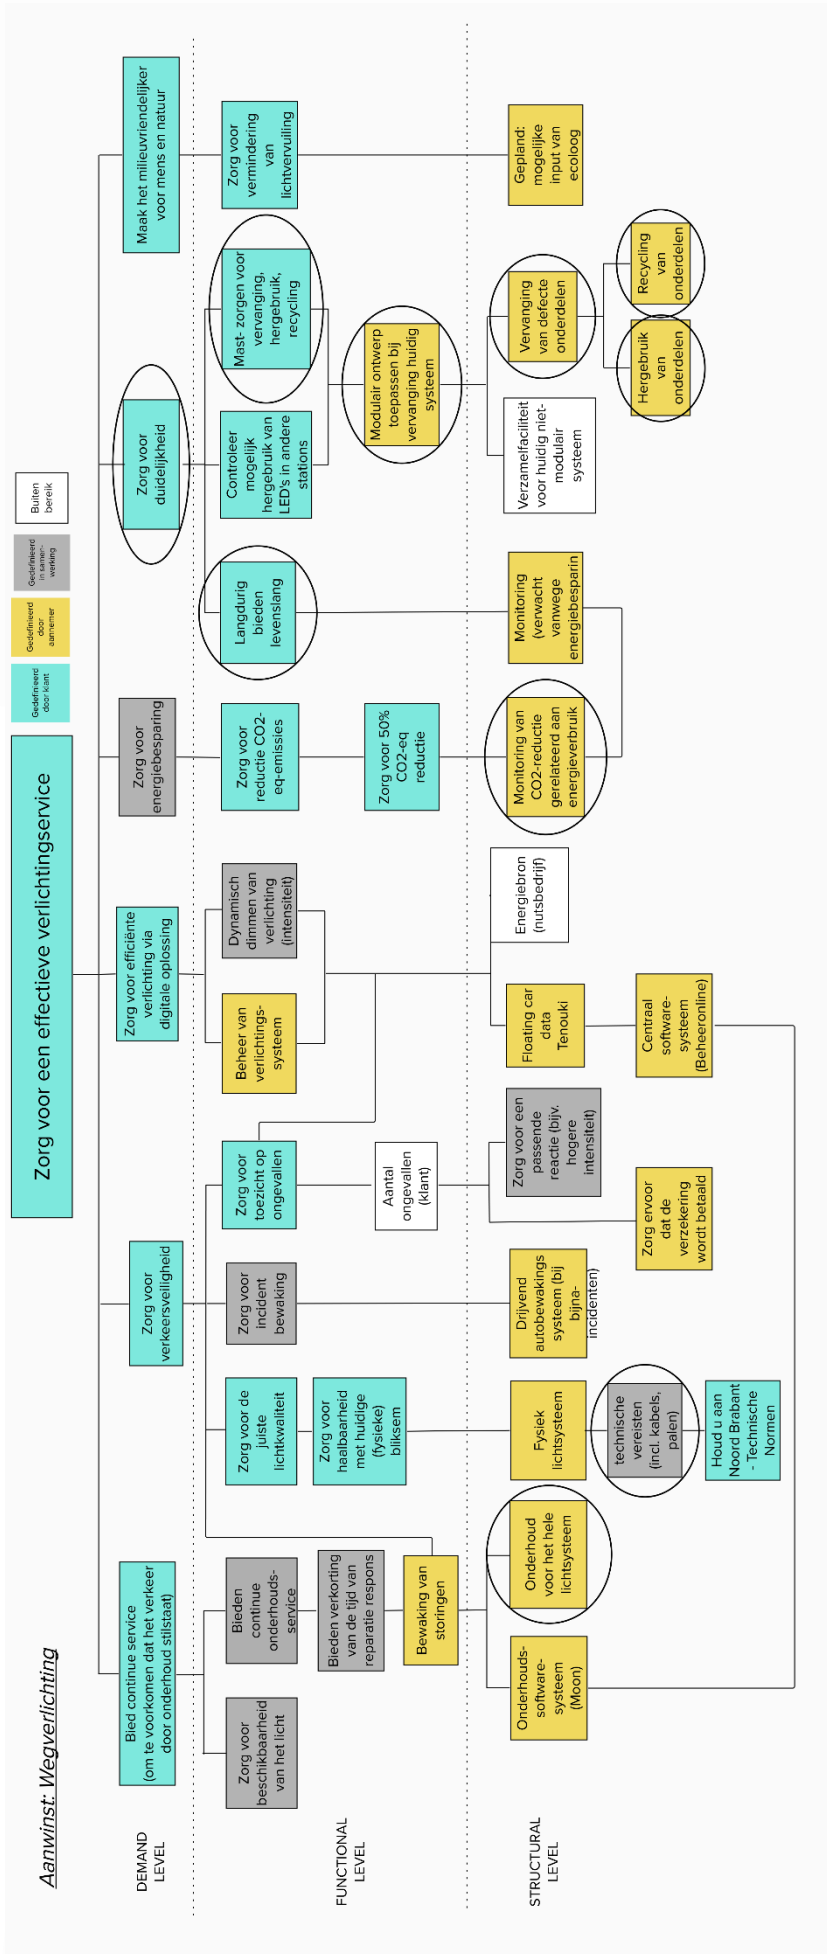 Aanwinst: Wegverlichting
Zorg voor een effectieve verlichtingservice
Gedefinieerd
door klant
Gedefinieerd
door
aannemer
Gedefinieerd
in samen-
werking
Buiten
bereik
DEMAND
LEVEL
Bied continue service
(om te voorkomen dat het verkeer
door onderhoud stilstaat)
Zorg voor
verkeersveiligheid
Zorg voor efficiënte
verlichting via
digitale oplossing
Zorg voor
energiebesparing
Zorg voor
duidelijkheid
Maak het milieuvriendelijker
voor mens en natuur
FUNCTIONAL
LEVEL
Zorg voor
beschikbaarheid
van het licht
Bieden
continue
onderhouds-
service
Zorg voor de
juiste
lichtkwaliteit
Zorg voor
incident
bewaking
Zorg voor
toezicht op
ongevallen
Beheer van
verlichtings-
systeem
Dynamisch
dimmen van
verlichting
(intensiteit)
Zorg voor
reductie CO2-
eq-emissies
Langdurig
bieden
levenslang
Controleer
mogelijk
hergebruik van
LED's in andere
stations
Mast- zorgen voor
vervanging,
hergebruik,
recycling
Zorg voor
vermindering
van
lichtvervuiling
Bieden verkorting
van de tijd van
reparatie respons
Zorg voor
haalbaarheid
met huidige
(fysieke)
bliksem
Aantal
ongevallen
(klant)
Zorg voor 50%
CO2-eq
reductie
Modulair ontwerp
toepassen bij
vervanging huidig
systeem
Bewaking van
storingen
STRUCTURAL
LEVEL
Onderhouds-
software-
systeem
(Moon)
Onderhoud
voor het hele
lichtsysteem
Fysiek
lichtsysteem
Drijvend
autobewakings
systeem (bij
bijna-
incidenten)
Zorg voor een
passende
reactie (bijv.
hogere
intensiteit)
Floating car
data
Tenouki
Energiebron
(nutsbedrijf)
Monitoring van
CO2-reductie
gerelateerd aan
energieverbruik
Monitoring
(verwacht
vanwege
energiebesparin
Verzamelfaciliteit
voor huidig niet-
modulair
systeem
Vervanging
van defecte
onderdelen
Gepland:
mogelijke
input van
ecoloog
technische
vereisten
(incl. kabels,
palen)
Zorg ervoor
dat de
verzekering
wordt betaald
Centraal
software-
systeem
(Beheeronline)
Hergebruik
van
onderdelen
Recycling
van
onderdelen
Houd u aan
Noord Brabant
- Technische
Normen